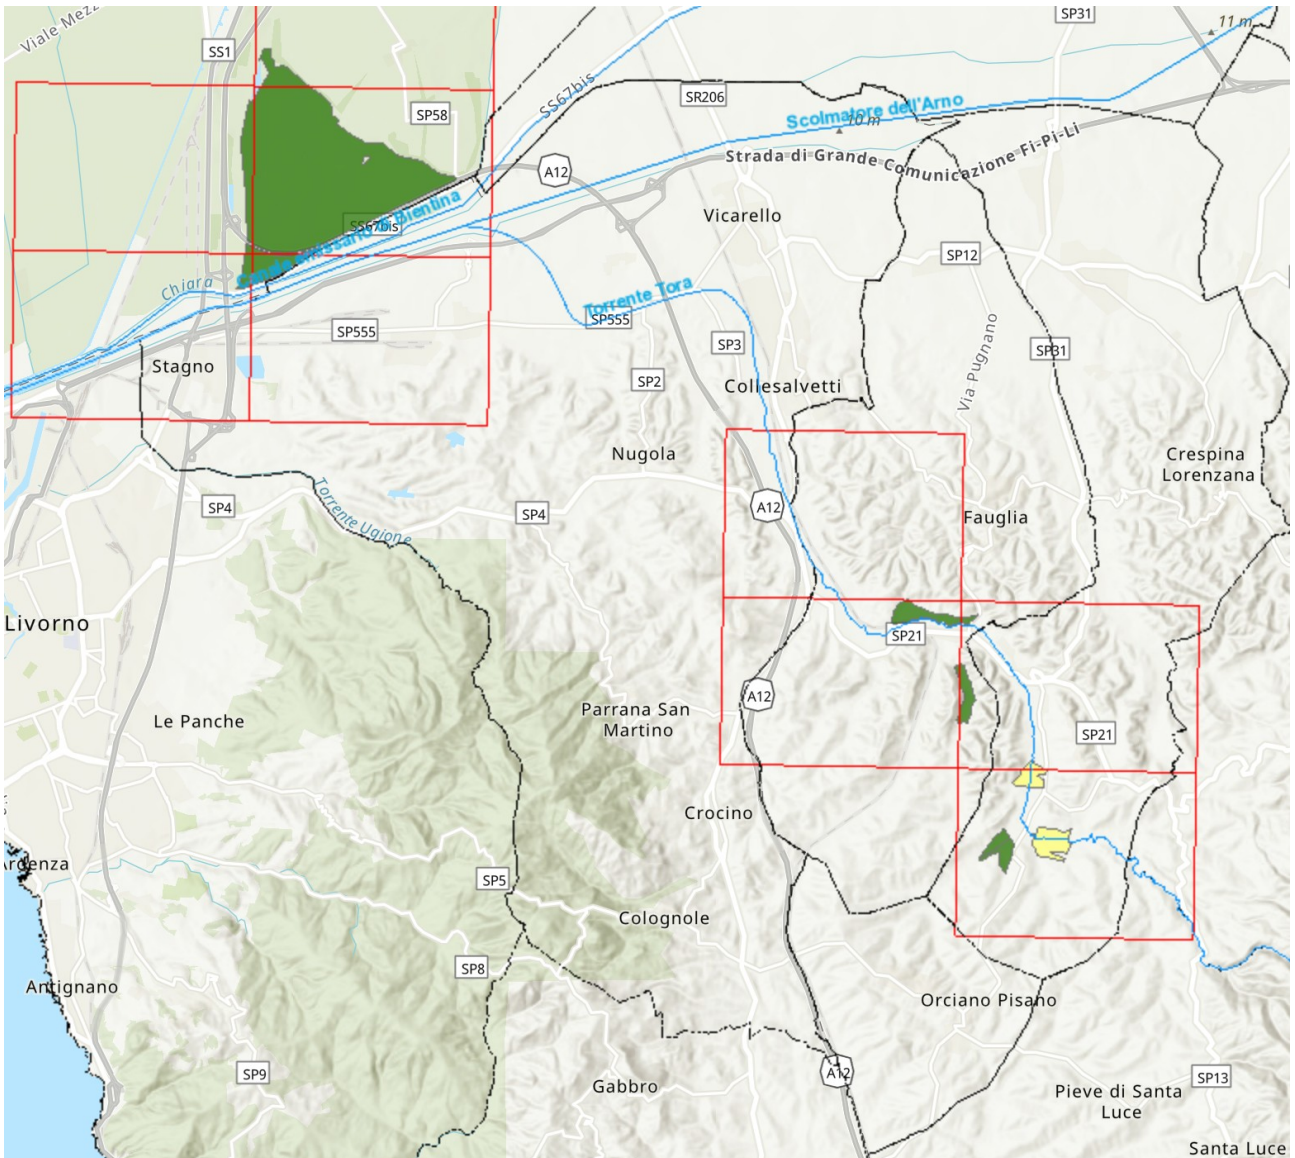 SP31
11 m
Viale Mezz
SS1
SS67bis
SR206
Scolmatore dell'Arno
10 m
SP58
Strada di Grande Comunicazione Fi-Pi-Li
A12
Vicarello
SS67bis
SP12
Chiara
Torrente Tora
SP555
SP555
SP3
SP31
Via Pugnano
Stagno
SP2
Collesalvetti
Nugola
Crespina
Lorenzana
SP4
SP4
A12
Torrente Ugione
Fauglia
Livorno
SP21
Le Panche
Parrana San
Martino
A12
SP21
Crocino
Ardenza
SP5
Colognole
SP8
Antignano
Orciano Pisano
SP9
Gabbro
A12
SP13
Pieve di Santa
Luce
Santa Luce